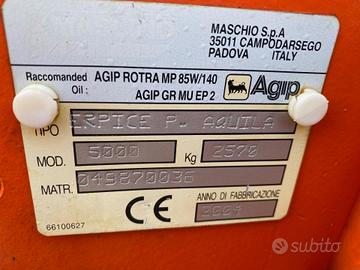 MASCHIO S.p.A
35011 CAMPODARSEGO
PADOVA ITALY
Raccomanded Oil : AGIP ROTRA MP 85W/140
AGIP GR MU EP 2
Agip
TIPO ERPICE P. AQUILA
MOD. 5000 Kg 2570
MATR. 049870036
ANNO DI FABBRICAZIONE
2004
CE
66100627
subito